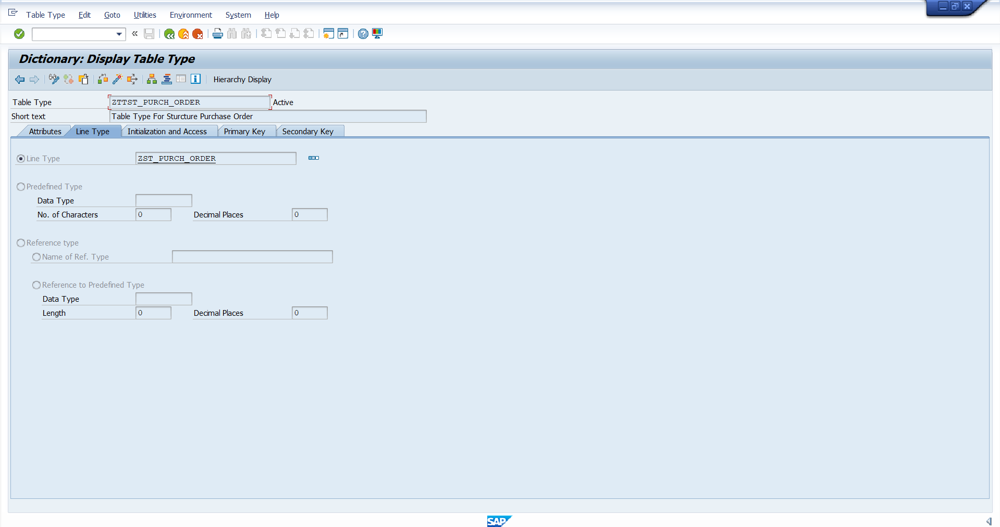 Table Type Edit Goto Utilities Environment System Help
Dictionary: Display Table Type
Hierarchy Display
Table Type ZTTST_PURCH_ORDER Active
Short text Table Type For Sturcture Purchase Order
Attributes Line Type Initialization and Access Primary Key Secondary Key
Line Type ZST_PURCH_ORDER
Predefined Type
Data Type
No. of Characters 0 Decimal Places 0
Reference type
Name of Ref. Type
Reference to Predefined Type
Data Type
Length 0 Decimal Places 0
SAP